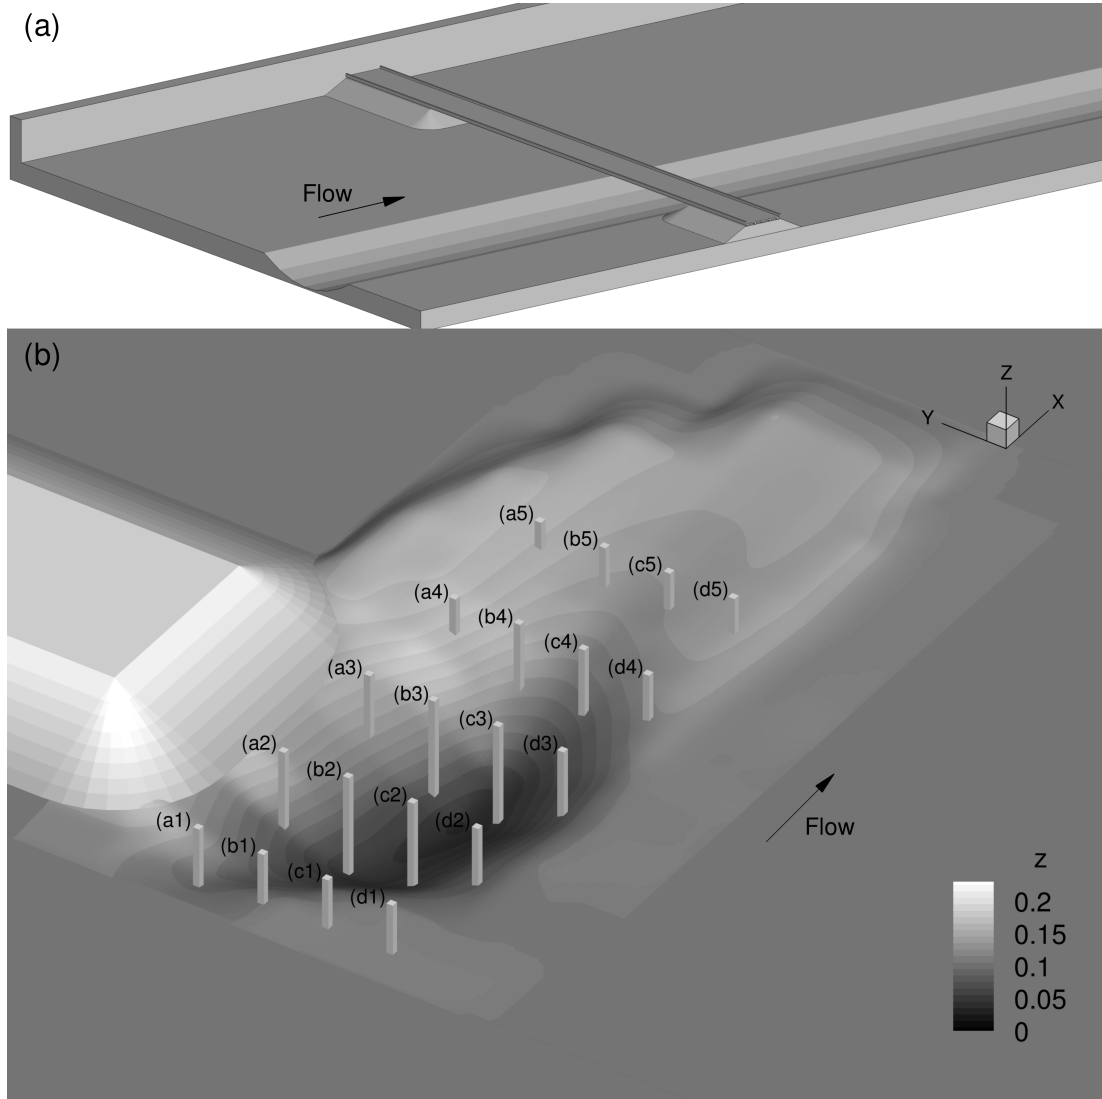 (a)
Flow
(b)
Z
Y
X
(a5)
(b5)
(c5)
(d5)
(a4)
(b4)
(c4)
(d4)
(a3)
(b3)
(c3)
(d3)
(a2)
(b2)
(c2)
(d2)
(a1)
(b1)
(c1)
(d1)
Flow
z
0.2
0.15
0.1
0.05
0